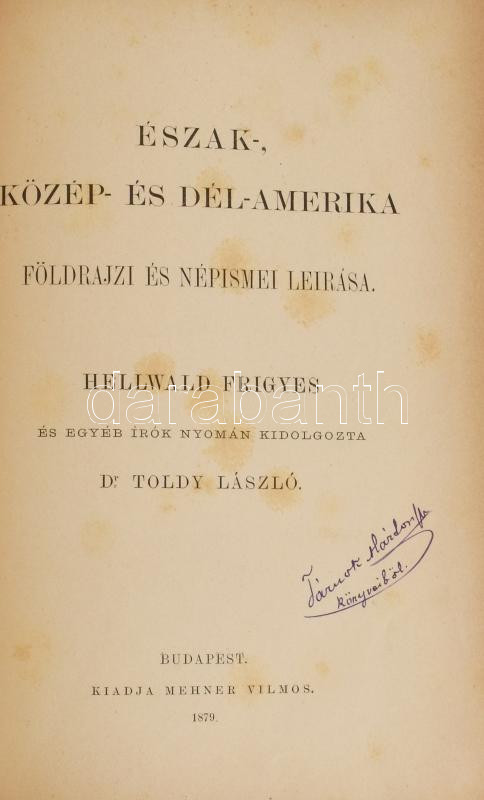 ÉSZAK-,
KÖZÉP- ÉS DÉL-AMERIKA
FÖLDRAJZI ÉS NÉPISMEI LEIRÁSA.
HELLWALD FRIGYES
darabanth
ÉS EGYÉB ÍRÓK NYOMÁN KIDOLGOZTA
Dr TOLDY LÁSZLÓ.
könyveiből.
BUDAPEST.
KIADJA MEHNER VILMOS.
1879.